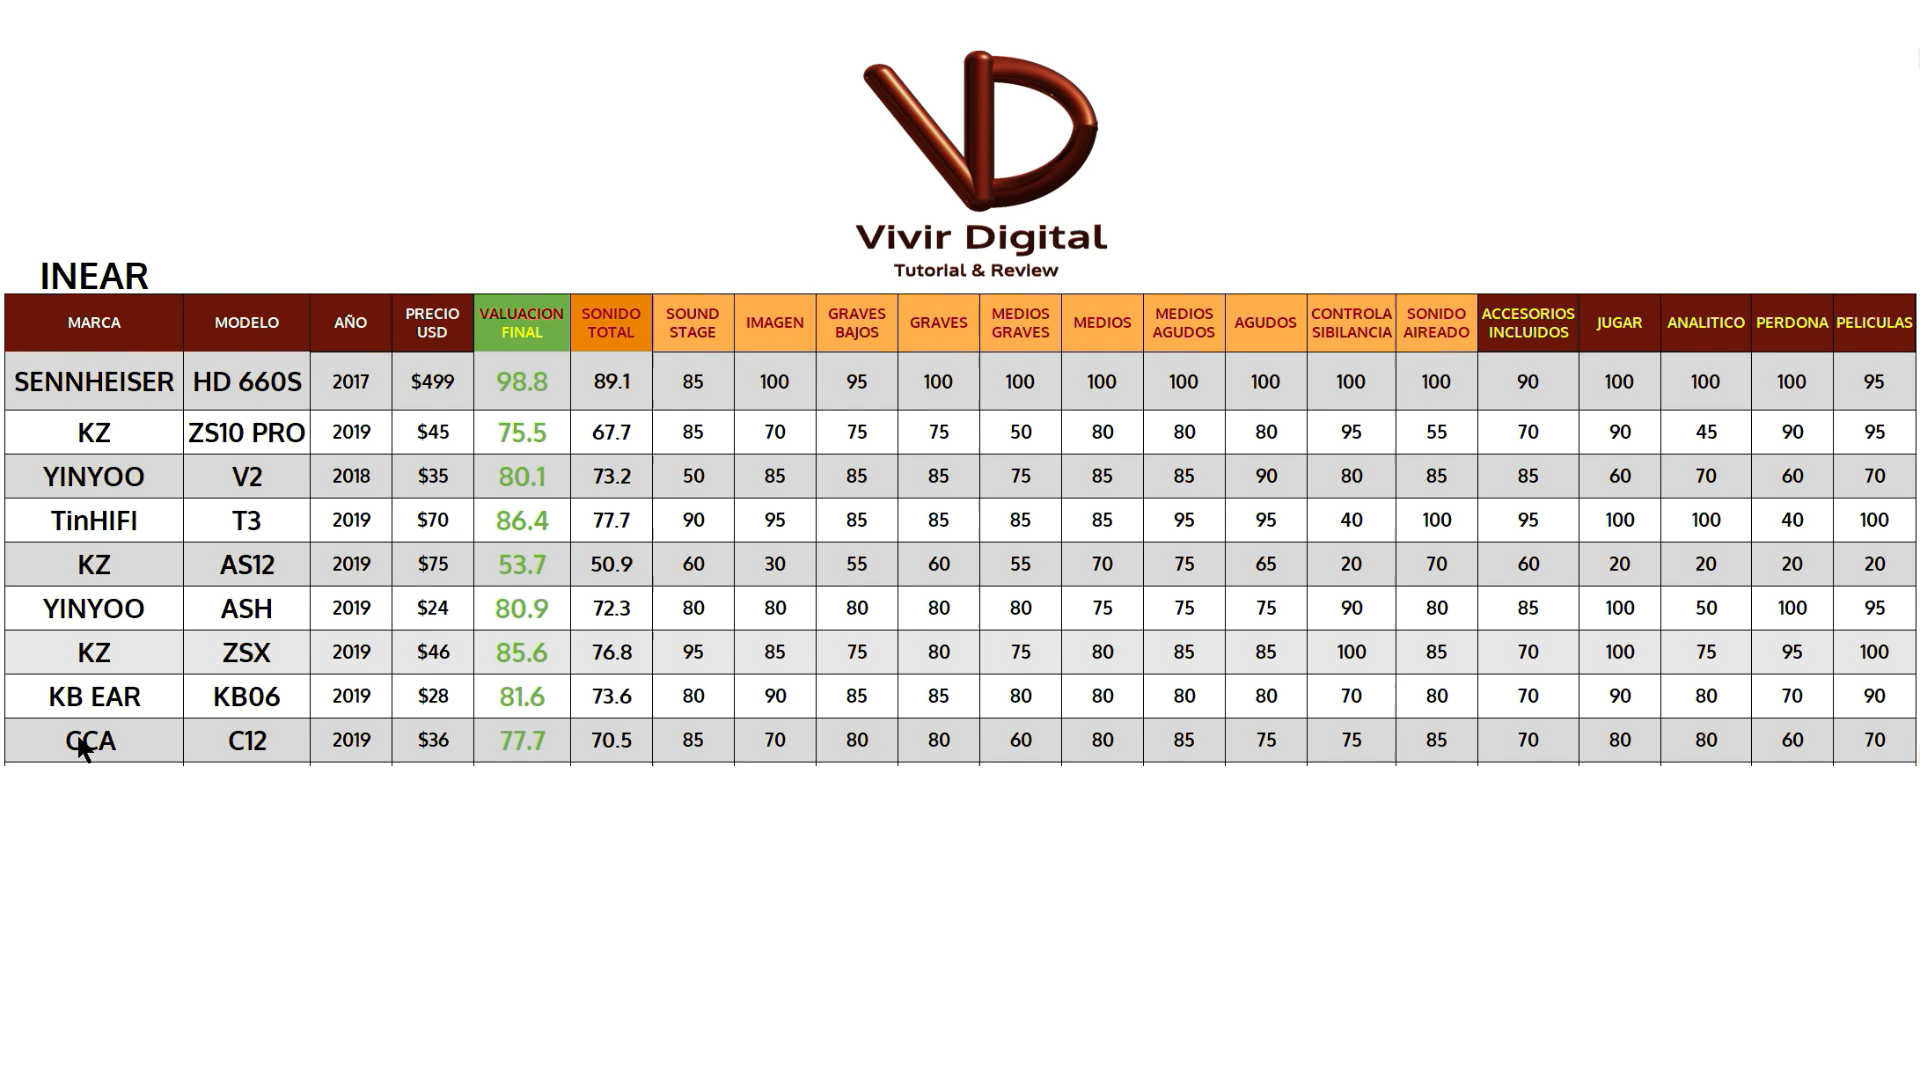 VD
Vivir Digital
Tutorial & Review
INEAR
MARCA MODELO AÑO PRECIO USD VALUACION FINAL SONIDO TOTAL SOUND STAGE IMAGEN GRAVES BAJOS GRAVES MEDIOS GRAVES MEDIOS MEDIOS AGUDOS AGUDOS CONTROLA SIBILANCIA SONIDO AIREADO ACCESORIOS INCLUIDOS JUGAR ANALITICO PERDONA PELICULAS
SENNHEISER HD 660S 2017 $499 98.8 89.1 85 100 95 100 100 100 100 100 100 100 90 100 100 100 95
KZ ZS10 PRO 2019 $45 75.5 67.7 85 70 75 75 50 80 80 80 95 55 70 90 45 90 95
YINYOO V2 2018 $35 80.1 73.2 50 85 85 85 75 85 85 90 80 85 85 60 70 60 70
TinHIFI T3 2019 $70 86.4 77.7 90 95 85 85 85 85 95 95 40 100 95 100 100 40 100
KZ AS12 2019 $75 53.7 50.9 60 30 55 60 55 70 75 65 20 70 60 20 20 20 20
YINYOO ASH 2019 $24 80.9 72.3 80 80 80 80 80 75 75 75 90 80 85 100 50 100 95
KZ ZSX 2019 $46 85.6 76.8 95 85 75 80 75 80 85 85 100 85 70 100 75 95 100
KB EAR KB06 2019 $28 81.6 73.6 80 90 85 85 80 80 80 80 70 80 70 90 80 70 90
CCA C12 2019 $36 77.7 70.5 85 70 80 80 60 80 85 75 75 85 70 80 80 60 70